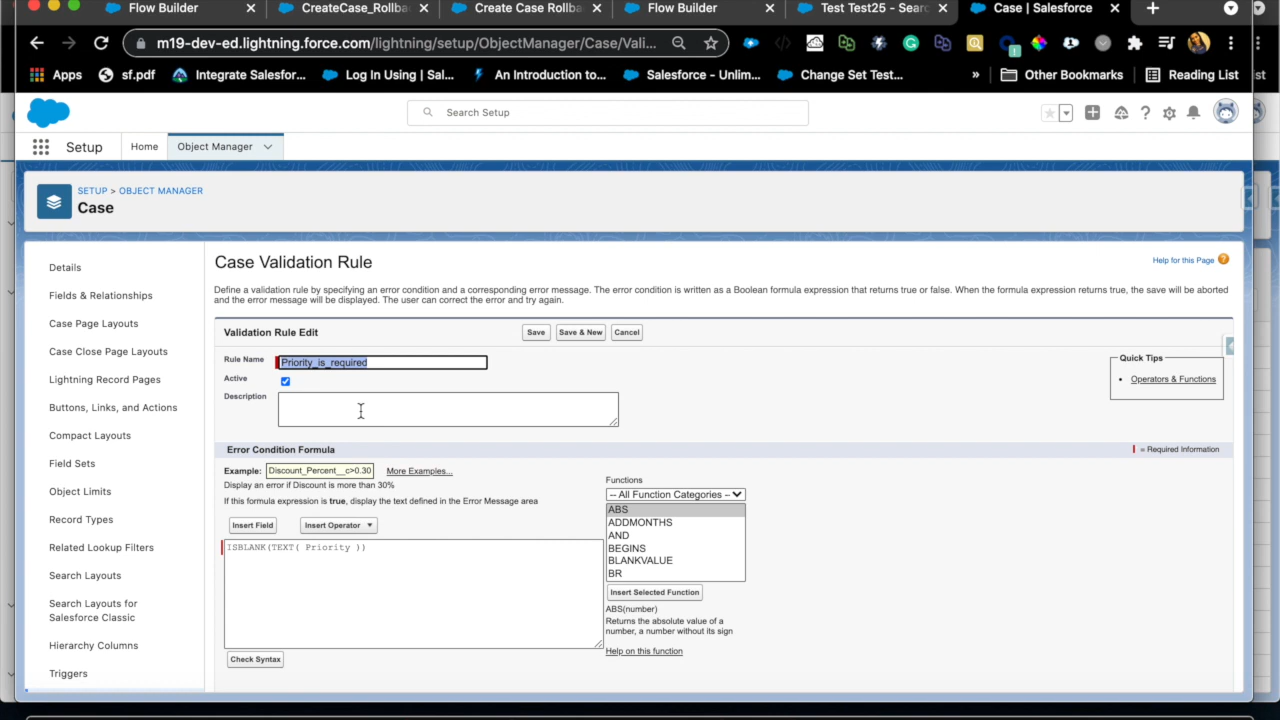 Flow Builder
CreateCase_Rollba
Create Case Rollba
Flow Builder
Test Test25 - Sear
Case | Salesforce
m19-dev-ed.lightning.force.com/lightning/setup/ObjectManager/Case/Vali...
Apps
sf.pdf
Integrate Salesfor...
Log In Using | Sal...
An Introduction to...
Salesforce - Unlim...
Change Set Test...
»
Other Bookmarks
Reading List
st
Search Setup
Setup
Home
Object Manager
SETUP > OBJECT MANAGER
Case
Details
Fields & Relationships
Case Page Layouts
Case Close Page Layouts
Lightning Record Pages
Buttons, Links, and Actions
Compact Layouts
Field Sets
Object Limits
Record Types
Related Lookup Filters
Search Layouts
Search Layouts for
Salesforce Classic
Hierarchy Columns
Triggers
Case Validation Rule
Help for this Page
Define a validation rule by specifying an error condition and a corresponding error message. The error condition is written as a Boolean formula expression that returns true or false. When the formula expression returns true, the save will be aborted
and the error message will be displayed. The user can correct the error and try again.
Validation Rule Edit
Save
Save & New
Cancel
Rule Name
Priority_is_required
Active
Description
Quick Tips
• Operators & Functions
Error Condition Formula
= Required Information
Example:
Discount_Percent__c>0.30
More Examples...
Display an error if Discount is more than 30%
If this formula expression is true, display the text defined in the Error Message area
Insert Field
Insert Operator
ISBLANK(TEXT( Priority ))
Check Syntax
Functions
-- All Function Categories --
ABS
ADDMONTHS
AND
BEGINS
BLANKVALUE
BR
Insert Selected Function
ABS(number)
Returns the absolute value of a
number, a number without its sign
Help on this function